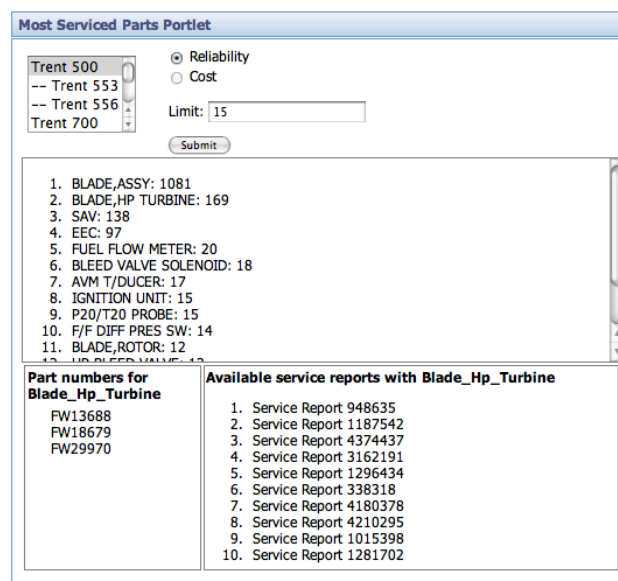 Most Serviced Parts Portlet
Trent 500
-- Trent 553
-- Trent 556
Trent 700
Reliability
Cost
Limit: 15
Submit
1. BLADE,ASSY: 1081
2. BLADE,HP TURBINE: 169
3. SAV: 138
4. EEC: 97
5. FUEL FLOW METER: 20
6. BLEED VALVE SOLENOID: 18
7. AVM T/DUCER: 17
8. IGNITION UNIT: 15
9. P20/T20 PROBE: 15
10. F/F DIFF PRES SW: 14
11. BLADE,ROTOR: 12
12. HP BLEED VALVE: 12
Part numbers for
Blade_Hp_Turbine
FW13688
FW18679
FW29970
Available service reports with Blade_Hp_Turbine
1. Service Report 948635
2. Service Report 1187542
3. Service Report 4374437
4. Service Report 3162191
5. Service Report 1296434
6. Service Report 338318
7. Service Report 4180378
8. Service Report 4210295
9. Service Report 1015398
10. Service Report 1281702